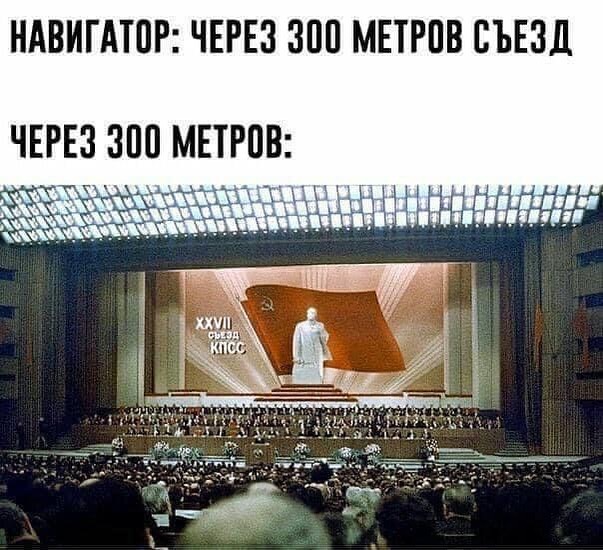 НАВИГАТОР: ЧЕРЕЗ 300 МЕТРОВ СЪЕЗД
ЧЕРЕЗ 300 МЕТРОВ:
XXVII
СЪЕЗД
КПСС